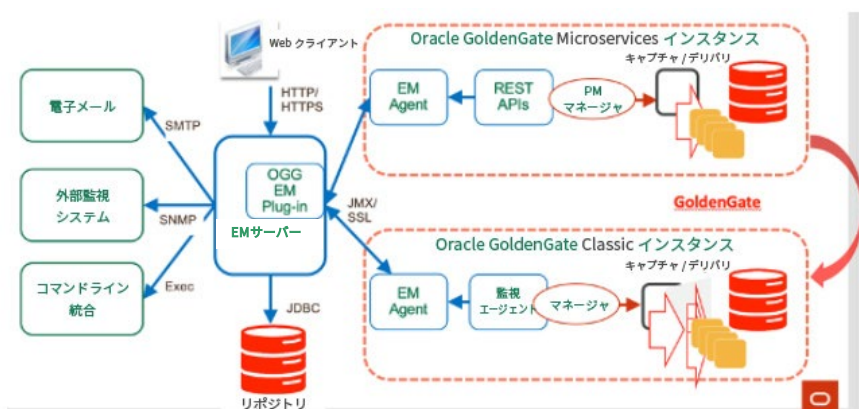 Web クライアント
Oracle GoldenGate Microservices インスタンス
キャプチャ / デリバリ
電子メール
HTTP/
HTTPS
EM
Agent
REST
APIs
PM
マネージャ
SMTP
外部監視
システム
SNMP
OGG
EM
Plug-in
EMサーバー
JMX/
SSL
GoldenGate
Oracle GoldenGate Classic インスタンス
キャプチャ / デリバリ
コマンドライン
統合
Exec
JDBC
EM
Agent
監視
エージェント
マネージャ
リポジトリ